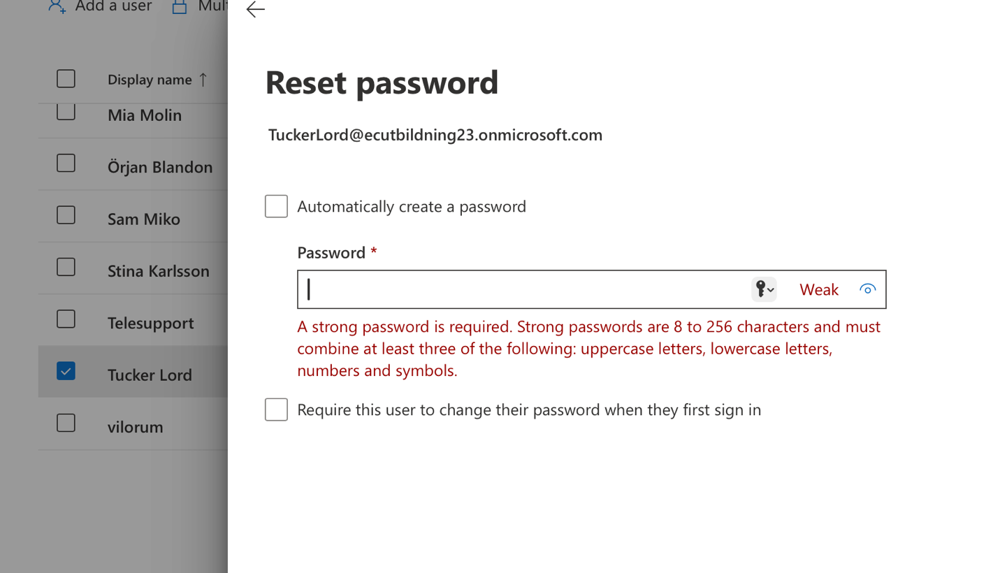 Add a user
Display name ↑
Mia Molin
Örjan Blandon
Sam Miko
Stina Karlsson
Telesupport
Tucker Lord
vilorum
Reset password
TuckerLord@ecutbildning23.onmicrosoft.com
Automatically create a password
Password *
Weak
A strong password is required. Strong passwords are 8 to 256 characters and must
combine at least three of the following: uppercase letters, lowercase letters,
numbers and symbols.
Require this user to change their password when they first sign in